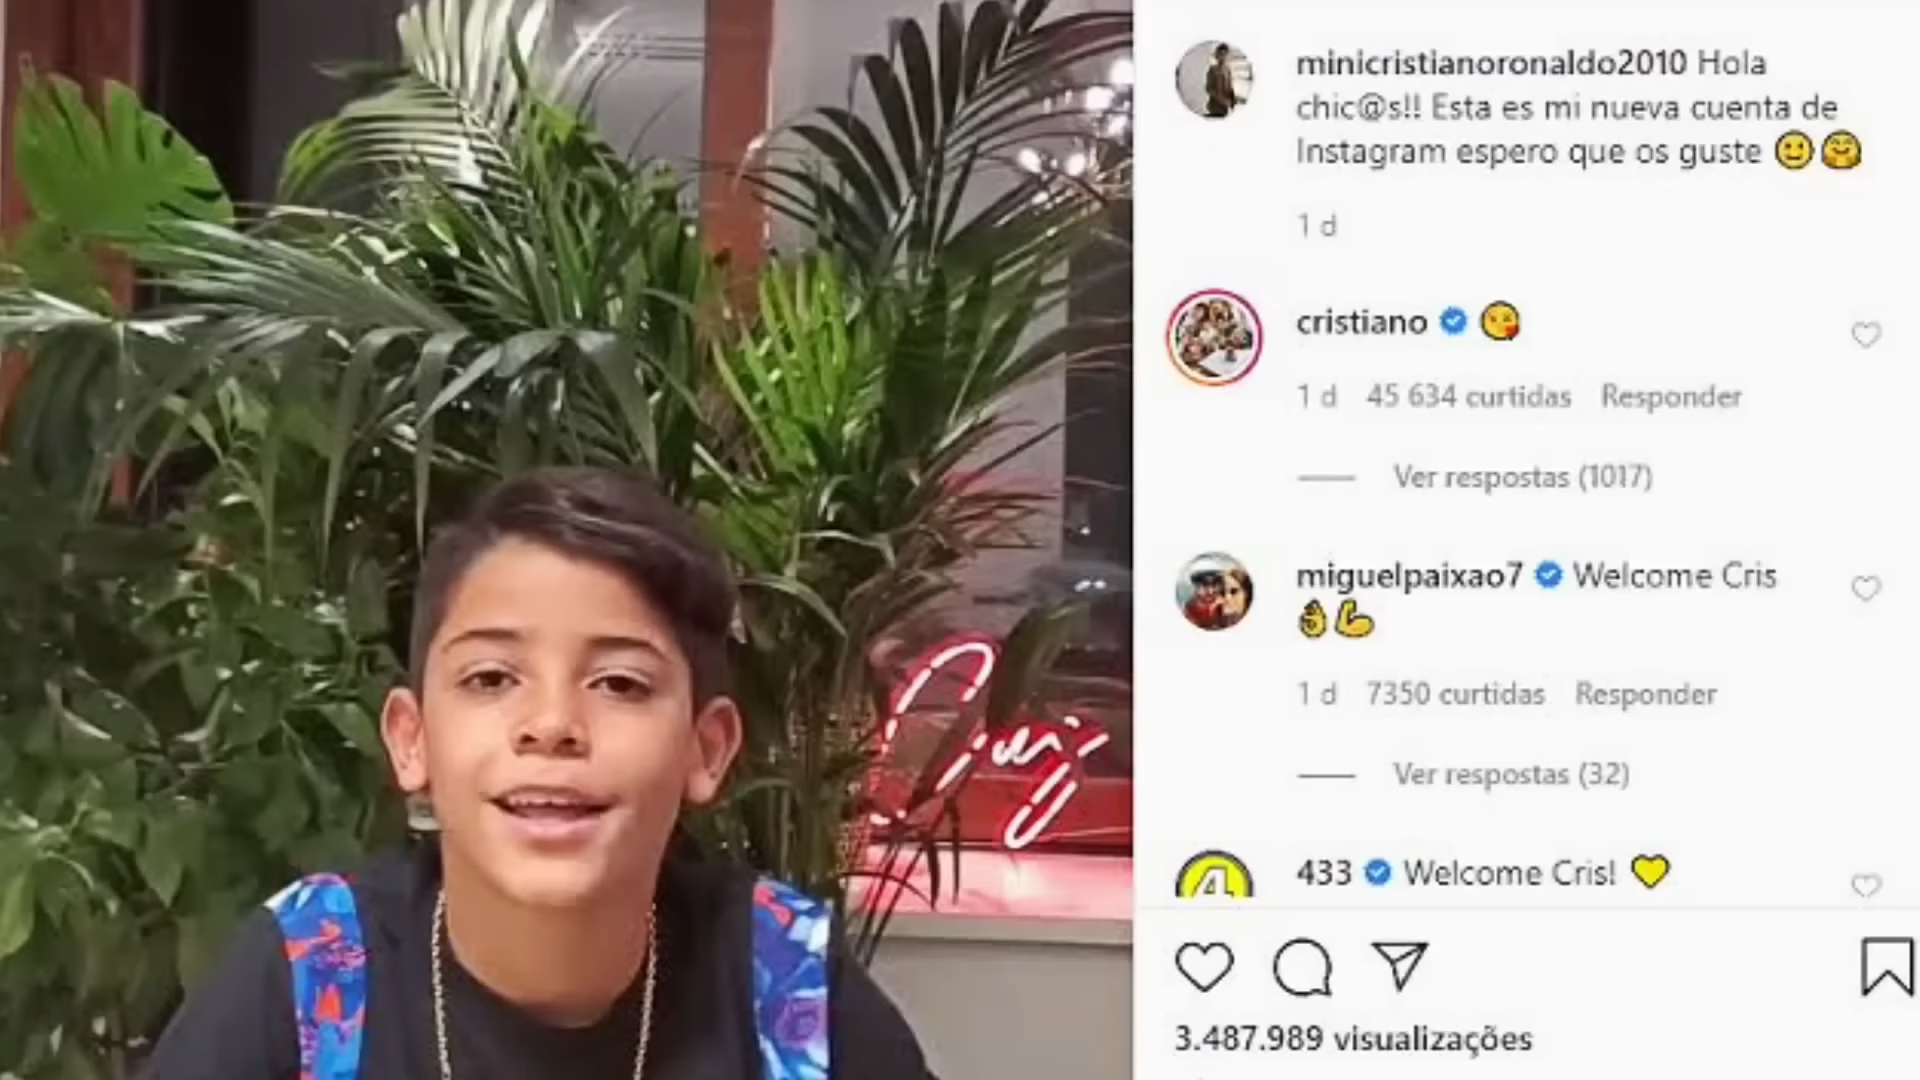 minicristianoronaldo2010 Hola
chic@s!! Esta es mi nueva cuenta de
Instagram espero que os guste 🙂🤗
1 d
cristiano 😘
1 d 45 634 curtidas Responder
Ver respostas (1017)
miguelpaixao7 Welcome Cris
👌💪
1 d 7350 curtidas Responder
Ver respostas (32)
433 Welcome Cris! 💛
3.487.989 visualizações